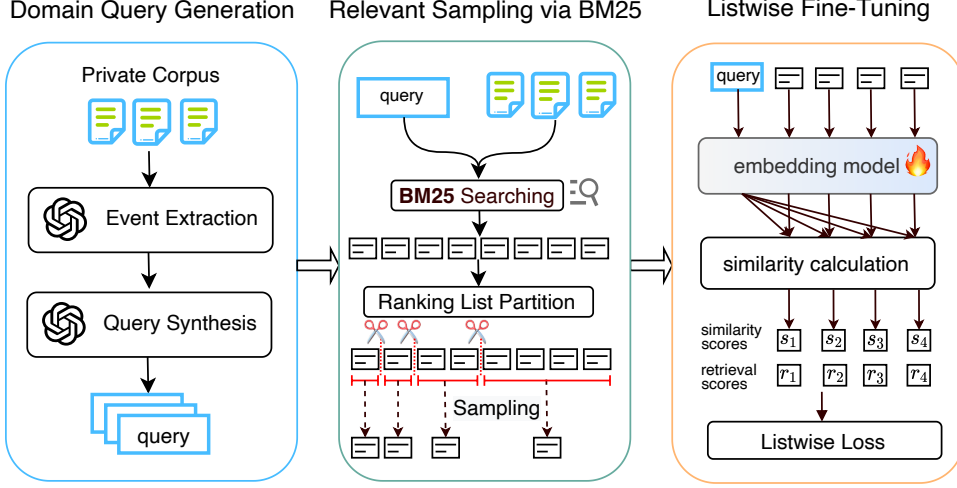 Domain Query Generation
Private Corpus
Event Extraction
Query Synthesis
query
Relevant Sampling via BM25
query
BM25 Searching
Ranking List Partition
Sampling
Listwise Fine-Tuning
query
embedding model
similarity calculation
similarity scores
s₁ s₂ s₃ s₄
retrieval scores
r₁ r₂ r₃ r₄
Listwise Loss